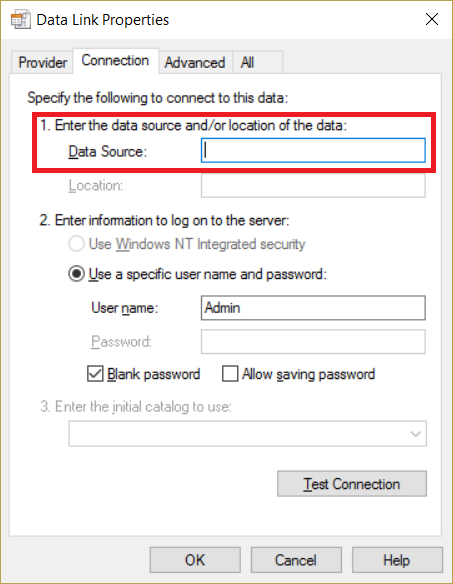 Data Link Properties
Provider Connection Advanced All
Specify the following to connect to this data:
1. Enter the data source and/or location of the data:
Data Source:
Location:
2. Enter information to log on to the server:
Use Windows NT Integrated security
Use a specific user name and password:
User name: Admin
Password:
Blank password Allow saving password
3. Enter the initial catalog to use:
Test Connection
OK Cancel Help